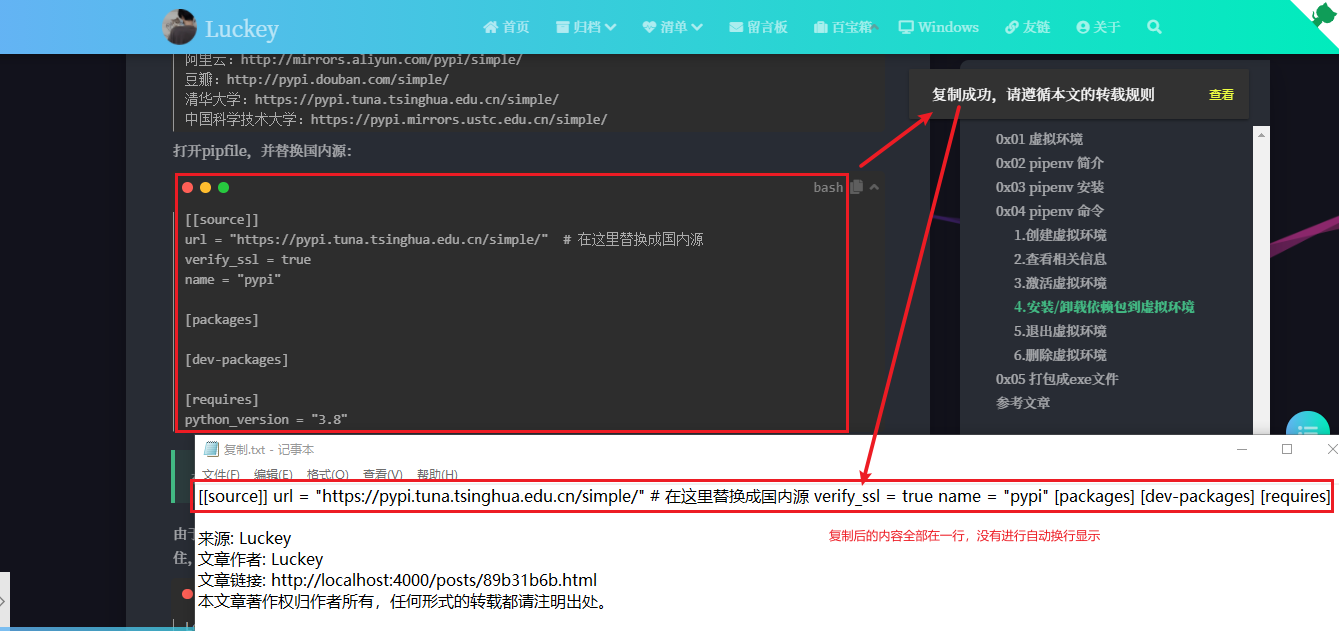 Luckey
首页
归档
清单
留言板
百宝箱
Windows
友链
关于
阿里云：http://mirrors.aliyun.com/pypi/simple/
豆瓣：http://pypi.douban.com/simple/
清华大学：https://pypi.tuna.tsinghua.edu.cn/simple/
中国科学技术大学：https://pypi.mirrors.ustc.edu.cn/simple/
打开pipfile，并替换国内源：
bash
[[source]]
url = "https://pypi.tuna.tsinghua.edu.cn/simple/"  # 在这里替换成国内源
verify_ssl = true
name = "pypi"
[packages]
[dev-packages]
[requires]
python_version = "3.8"
复制成功，请遵循本文的转载规则
查看
0x01 虚拟环境
0x02 pipenv 简介
0x03 pipenv 安装
0x04 pipenv 命令
1.创建虚拟环境
2.查看相关信息
3.激活虚拟环境
4.安装/卸载依赖包到虚拟环境
5.退出虚拟环境
6.删除虚拟环境
0x05 打包成exe文件
参考文章
由于
住，
复制.txt - 记事本
文件(F) 编辑(E) 格式(O) 查看(V) 帮助(H)
[[source]] url = "https://pypi.tuna.tsinghua.edu.cn/simple/" # 在这里替换成国内源 verify_ssl = true name = "pypi" [packages] [dev-packages] [requires]
复制后的内容全部在一行，没有进行自动换行显示
来源: Luckey
文章作者: Luckey
文章链接: http://localhost:4000/posts/89b31b6b.html
本文章著作权归作者所有，任何形式的转载都请注明出处。